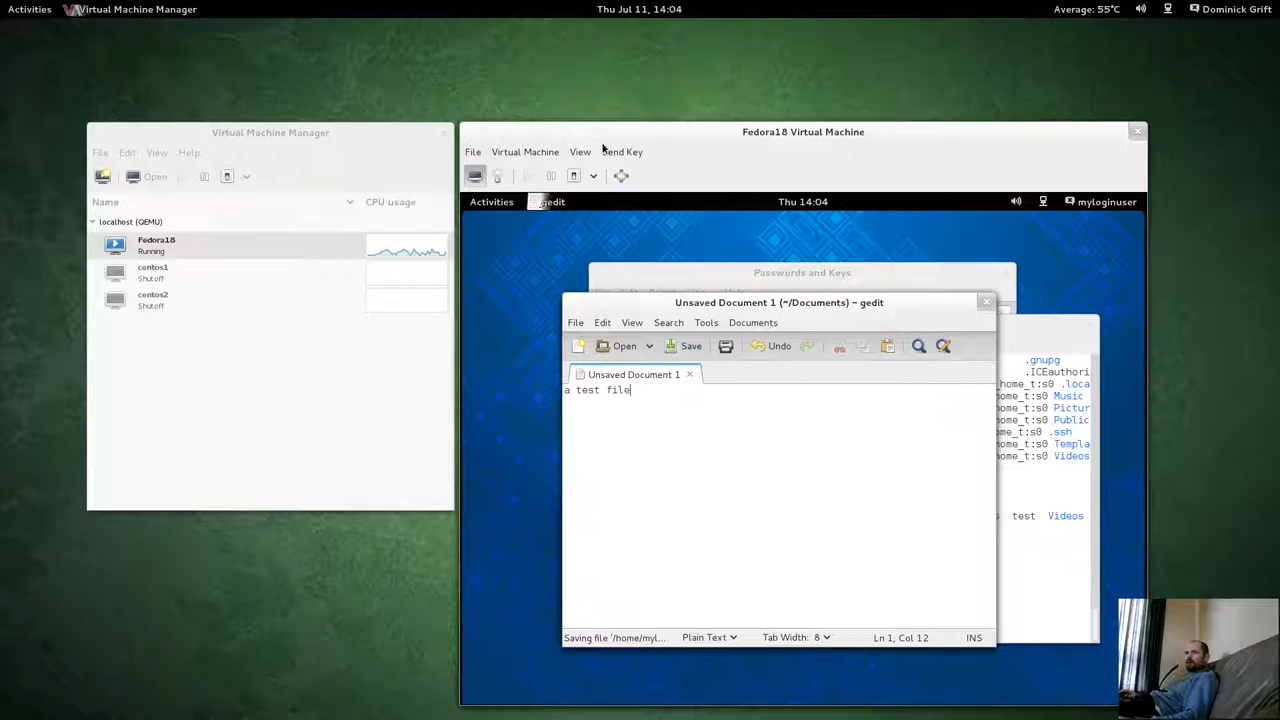 Activities Virtual Machine Manager Thu Jul 11, 14:04 Average: 55°C Dominick Grift
Virtual Machine Manager
File Edit View Help
Open
Name CPU usage
localhost (QEMU)
Fedora18
Running
centos1
Shutoff
centos2
Shutoff
Fedora18 Virtual Machine
File Virtual Machine View Send Key
Activities gedit Thu 14:04 myloginuser
Passwords and Keys
Unsaved Document 1 (~/Documents) – gedit
File Edit View Search Tools Documents
Open Save Undo
Unsaved Document 1
a test file
Saving file '/home/myl... Plain Text Tab Width: 8 Ln 1, Col 12 INS
.gnupg
.ICEauthori
home_t:s0 .loca
home_t:s0 Music
home_t:s0 Pictur
home_t:s0 Public
ome_t:s0 .ssh
home_t:s0 Templa
home_t:s0 Videos
s test Videos